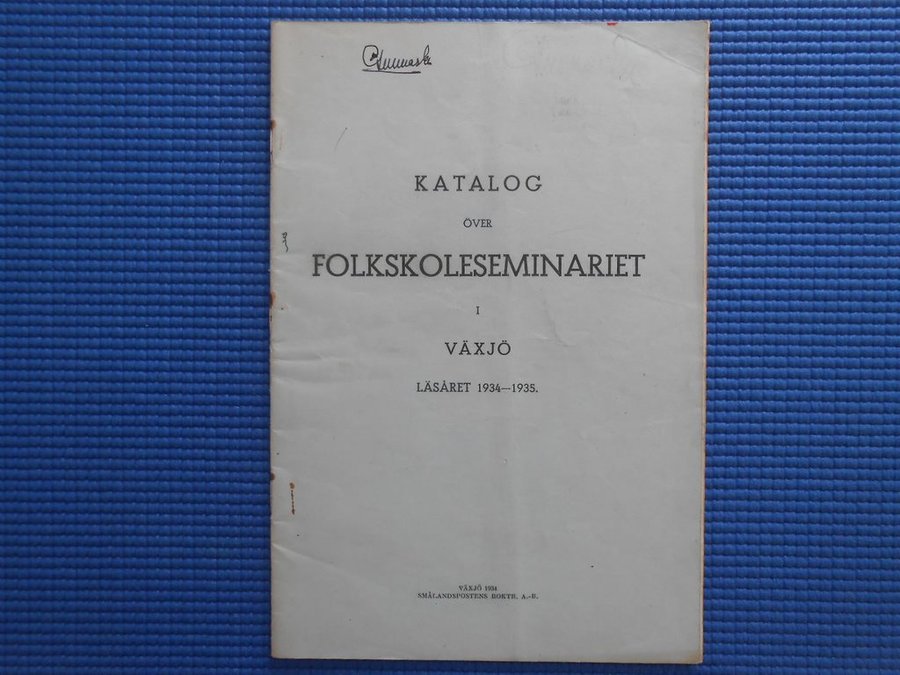 KATALOG
ÖVER
FOLKSKOLESEMINARIET
I
VÄXJÖ
LÄSÅRET 1934—1935.
VÄXJÖ 1934
SMÅLANDSPOSTENS BOKTR. A.-B.